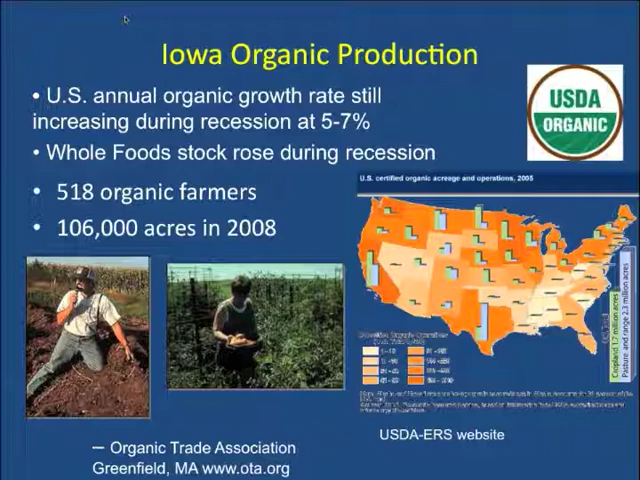 Iowa Organic Production
• U.S. annual organic growth rate still
increasing during recession at 5-7%
• Whole Foods stock rose during recession
• 518 organic farmers
• 106,000 acres in 2008
USDA
ORGANIC
U.S. certified organic acreage and operations, 2005
Cropland 1.7 million acres
Pasture and range 2.3 million acres
USDA-ERS website
– Organic Trade Association
Greenfield, MA www.ota.org